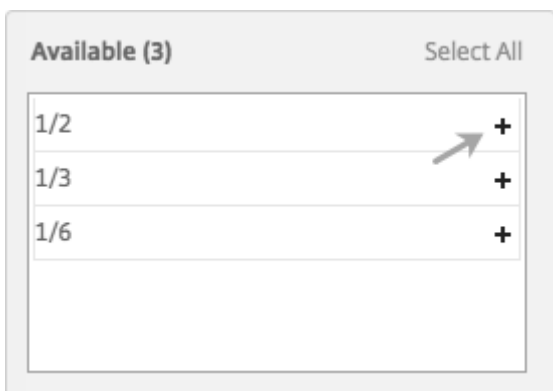 Available (3) Select All
1/2 +
1/3 +
1/6 +